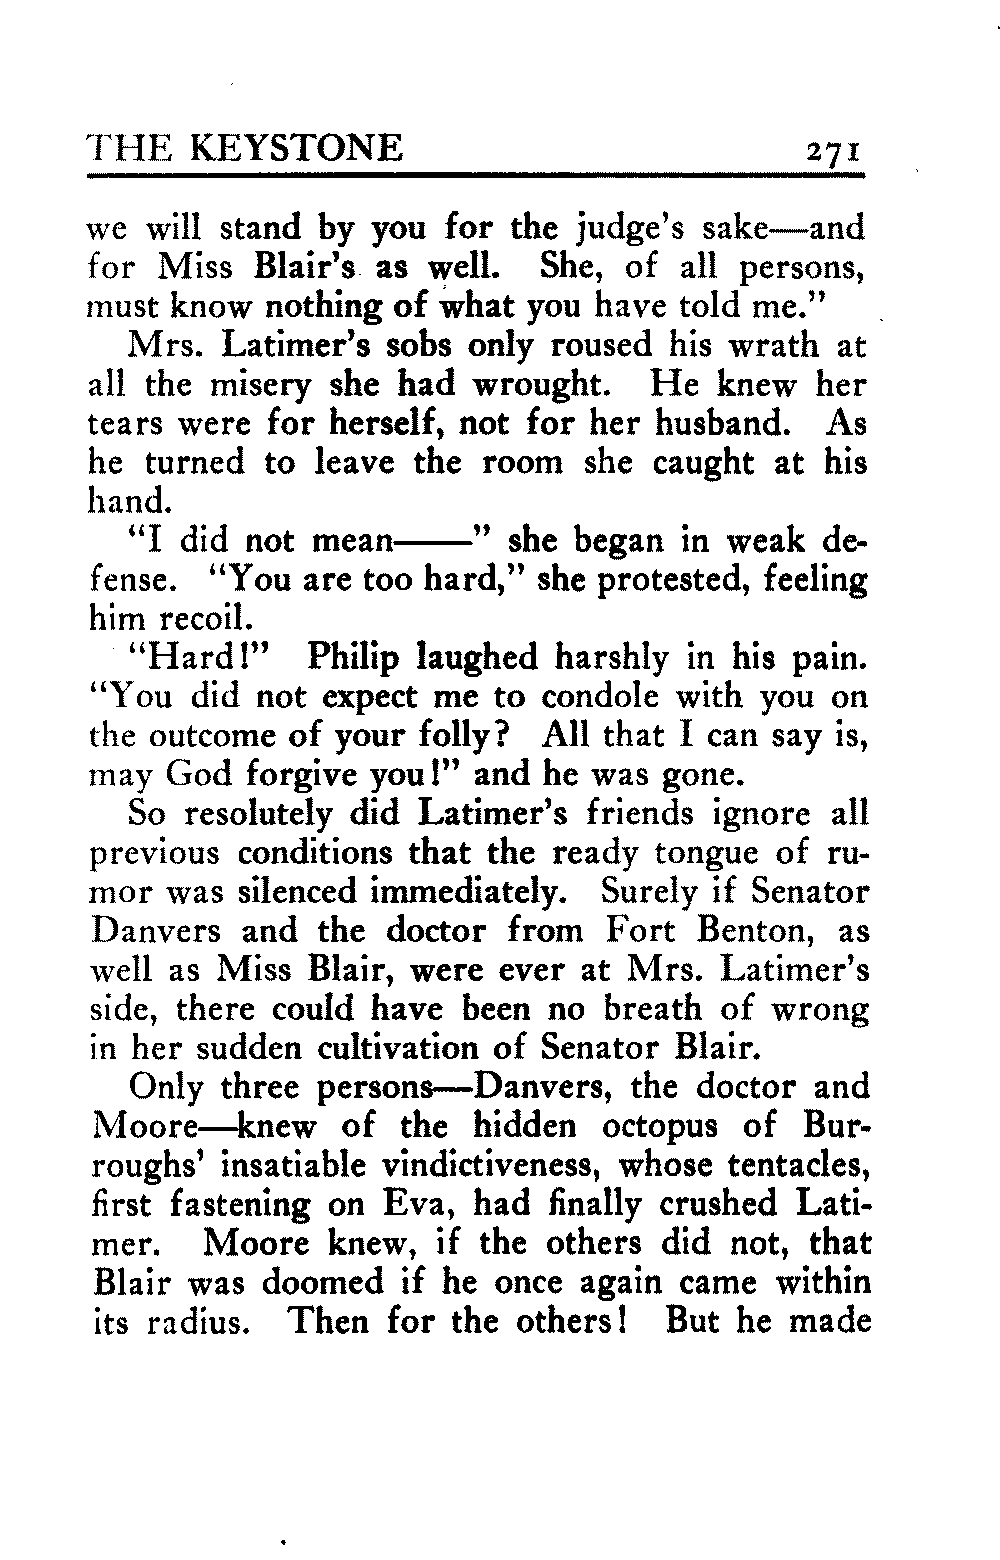 THE KEYSTONE 271
we will stand by you for the judge's sake—and
for Miss Blair's as well. She, of all persons,
must know nothing of what you have told me."
Mrs. Latimer's sobs only roused his wrath at
all the misery she had wrought. He knew her
tears were for herself, not for her husband. As
he turned to leave the room she caught at his
hand.
"I did not mean——" she began in weak de-
fense. "You are too hard," she protested, feeling
him recoil.
"Hard!" Philip laughed harshly in his pain.
"You did not expect me to condole with you on
the outcome of your folly? All that I can say is,
may God forgive you!" and he was gone.
So resolutely did Latimer's friends ignore all
previous conditions that the ready tongue of ru-
mor was silenced immediately. Surely if Senator
Danvers and the doctor from Fort Benton, as
well as Miss Blair, were ever at Mrs. Latimer's
side, there could have been no breath of wrong
in her sudden cultivation of Senator Blair.
Only three persons—Danvers, the doctor and
Moore—knew of the hidden octopus of Bur-
roughs' insatiable vindictiveness, whose tentacles,
first fastening on Eva, had finally crushed Lati-
mer. Moore knew, if the others did not, that
Blair was doomed if he once again came within
its radius. Then for the others! But he made